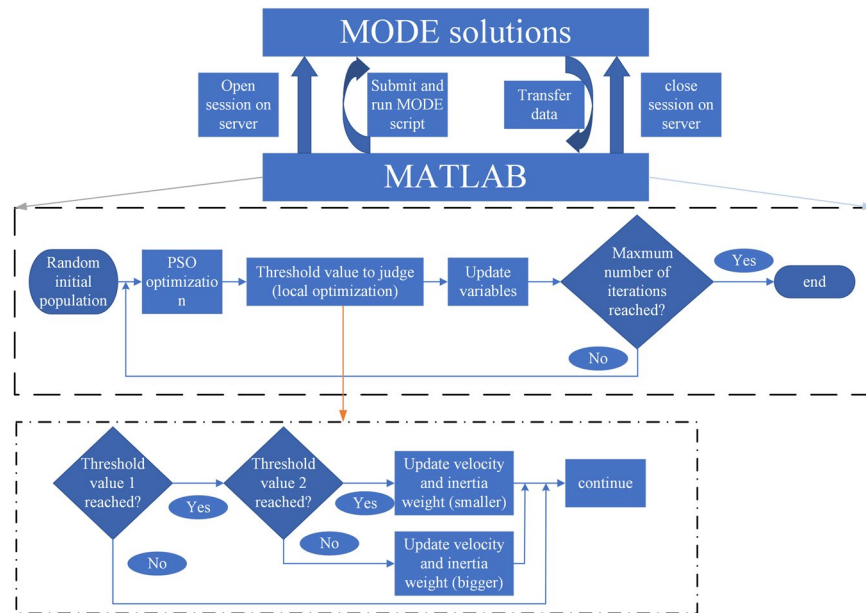 MODE solutions
Open
session on
server
Submit and
run MODE
script
Transfer
data
close
session on
server
MATLAB
Random
initial
population
PSO
optimizatio
n
Threshold value to judge
(local optimization)
Update
variables
Maxmum
number of
iterations
reached?
Yes
end
No
Threshold
value 1
reached?
Yes
Threshold
value 2
reached?
Yes
Update velocity
and inertia
weight (smaller)
continue
No
No
Update velocity
and inertia
weight (bigger)